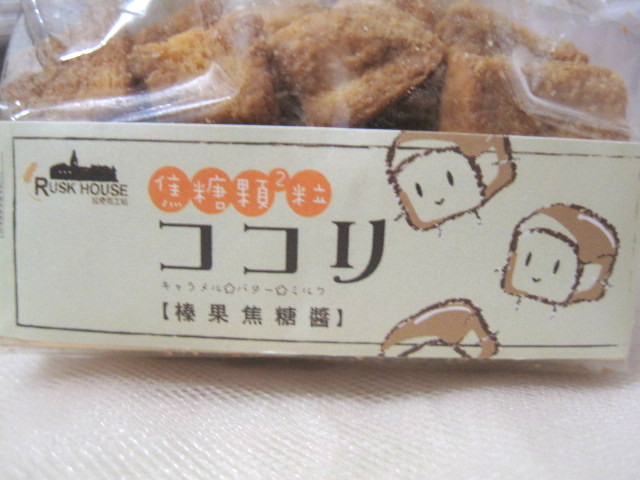 RUSK HOUSE
焦糖顆2粒
ココリ
キャラメル☆バター☆ミルク
【榛果焦糖醬】